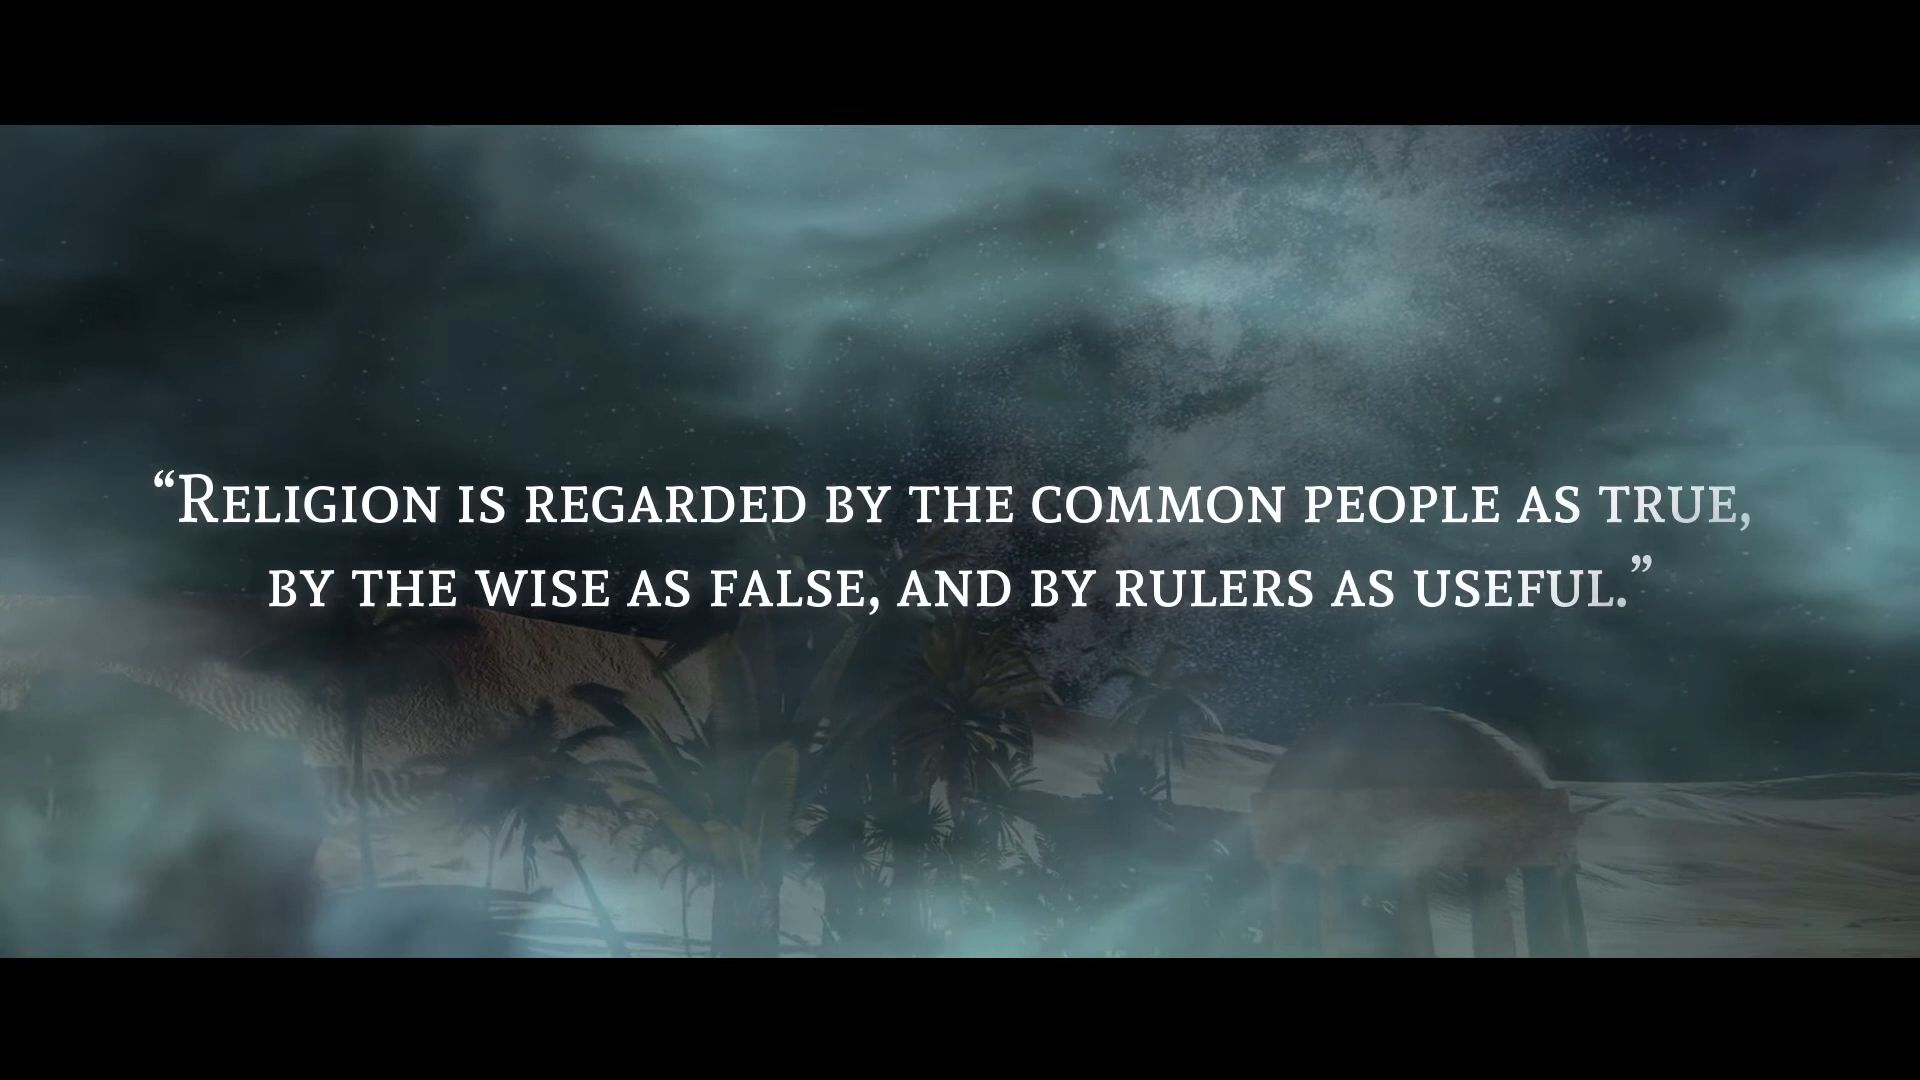 “Religion is regarded by the common people as true,
by the wise as false, and by rulers as useful.”